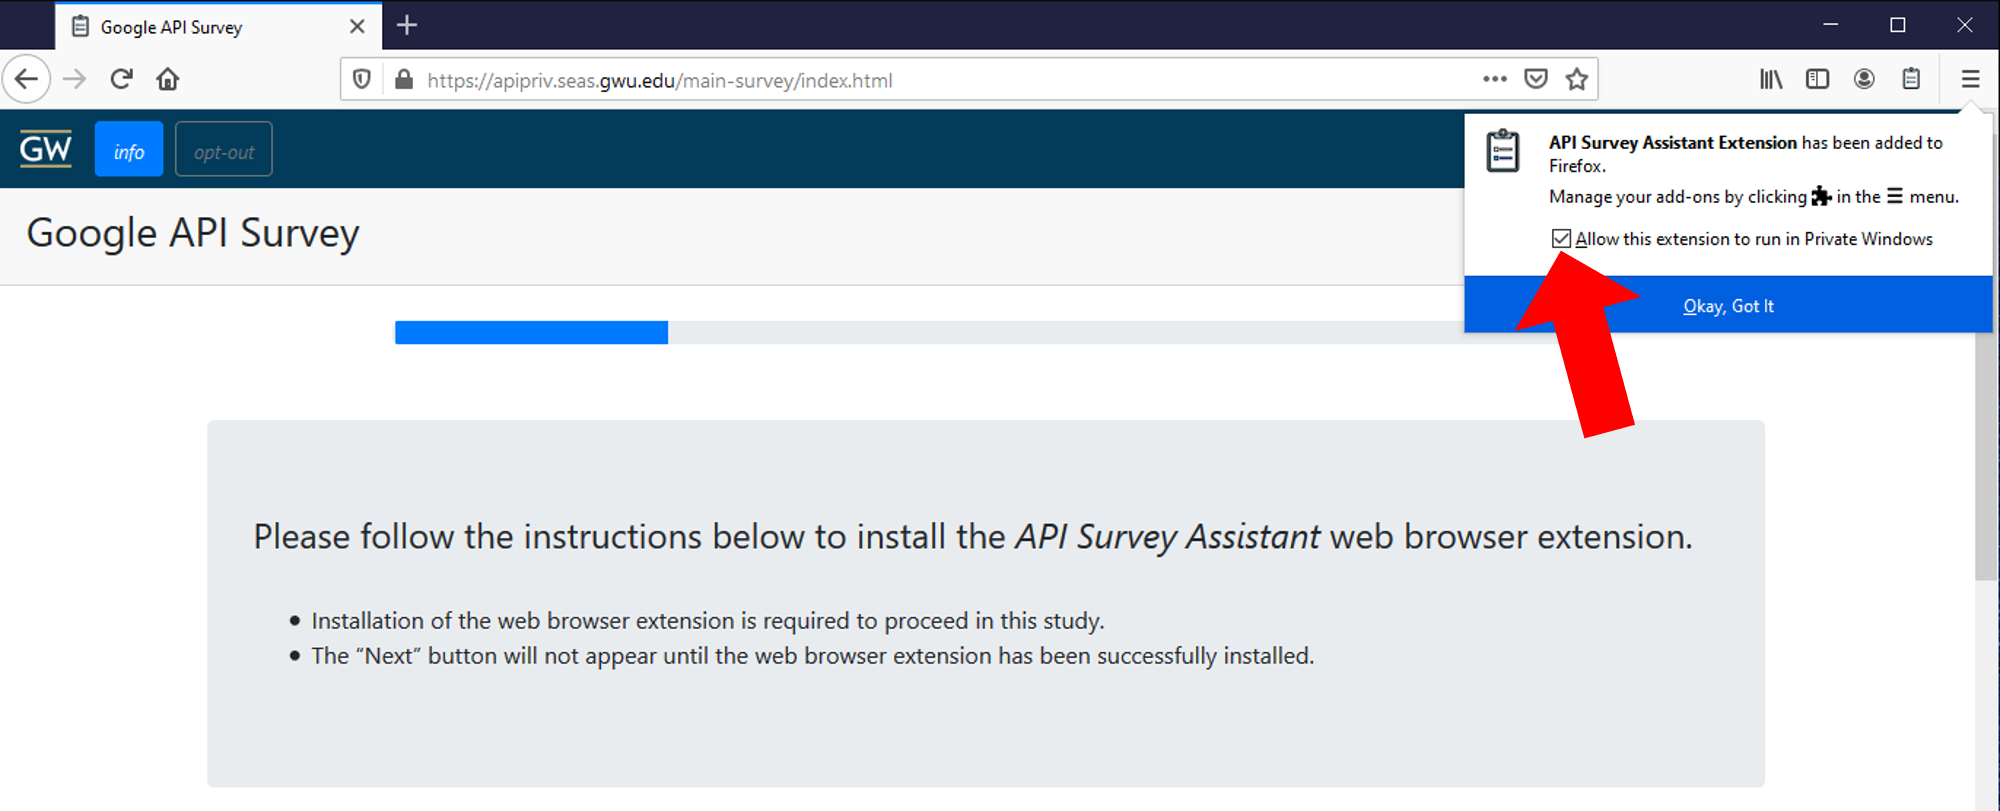 Google API Survey
https://apipriv.seas.gwu.edu/main-survey/index.html
GW
info
opt-out
API Survey Assistant Extension has been added to
Firefox.
Manage your add-ons by clicking in the menu.
Allow this extension to run in Private Windows
Okay, Got It
Google API Survey
Please follow the instructions below to install the API Survey Assistant web browser extension.
• Installation of the web browser extension is required to proceed in this study.
• The “Next” button will not appear until the web browser extension has been successfully installed.